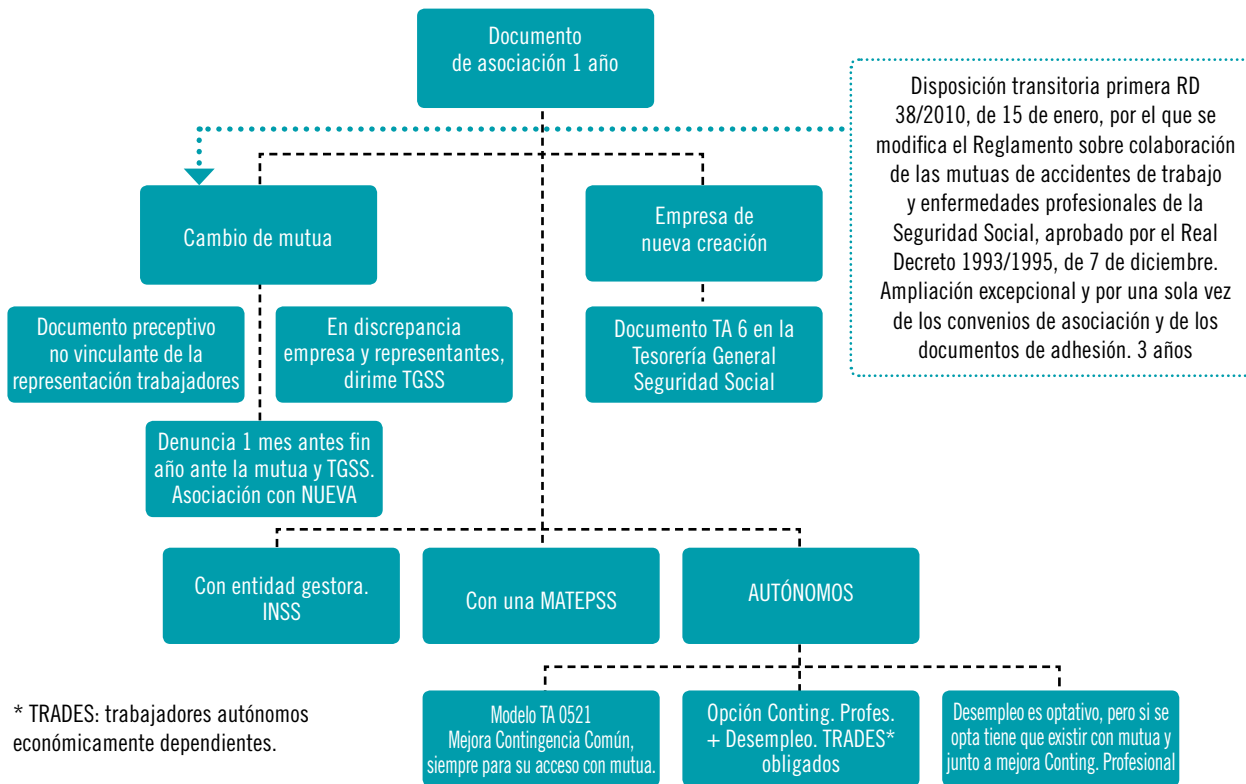 Documento
de asociación 1 año
Disposición transitoria primera RD
38/2010, de 15 de enero, por el que se
modifica el Reglamento sobre colaboración
de las mutuas de accidentes de trabajo
y enfermedades profesionales de la
Seguridad Social, aprobado por el Real
Decreto 1993/1995, de 7 de diciembre.
Ampliación excepcional y por una sola vez
de los convenios de asociación y de los
documentos de adhesión. 3 años
Cambio de mutua
Empresa de
nueva creación
Documento preceptivo
no vinculante de la
representación trabajadores
En discrepancia
empresa y representantes,
dirime TGSS
Documento TA 6 en la
Tesorería General
Seguridad Social
Denuncia 1 mes antes fin
año ante la mutua y TGSS.
Asociación con NUEVA
Con entidad gestora.
INSS
Con una MATEPSS
AUTÓNOMOS
Modelo TA 0521
Mejora Contingencia Común,
siempre para su acceso con mutua.
Opción Conting. Profes.
+ Desempleo. TRADES*
obligados
Desempleo es optativo, pero si se
opta tiene que existir con mutua y
junto a mejora Conting. Profesional
* TRADES: trabajadores autónomos
económicamente dependientes.